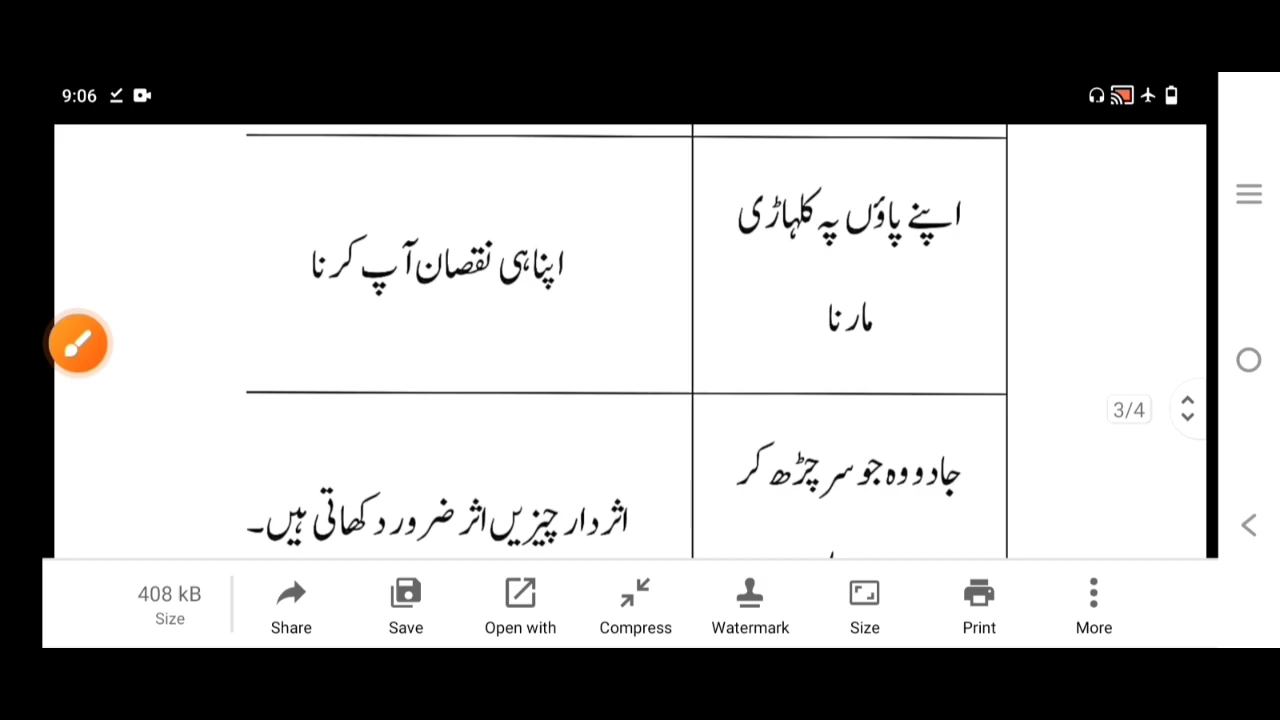 9:06
اپنے پاؤں پہ کلہاڑی
مارنا
اپنا ہی نقصان آپ کرنا
3/4
جادو وہ جو سر چڑھ کر
اثر دار چیزیں اثر ضرور دکھاتی ہیں۔
408 kB
Size
Share
Save
Open with
Compress
Watermark
Size
Print
More